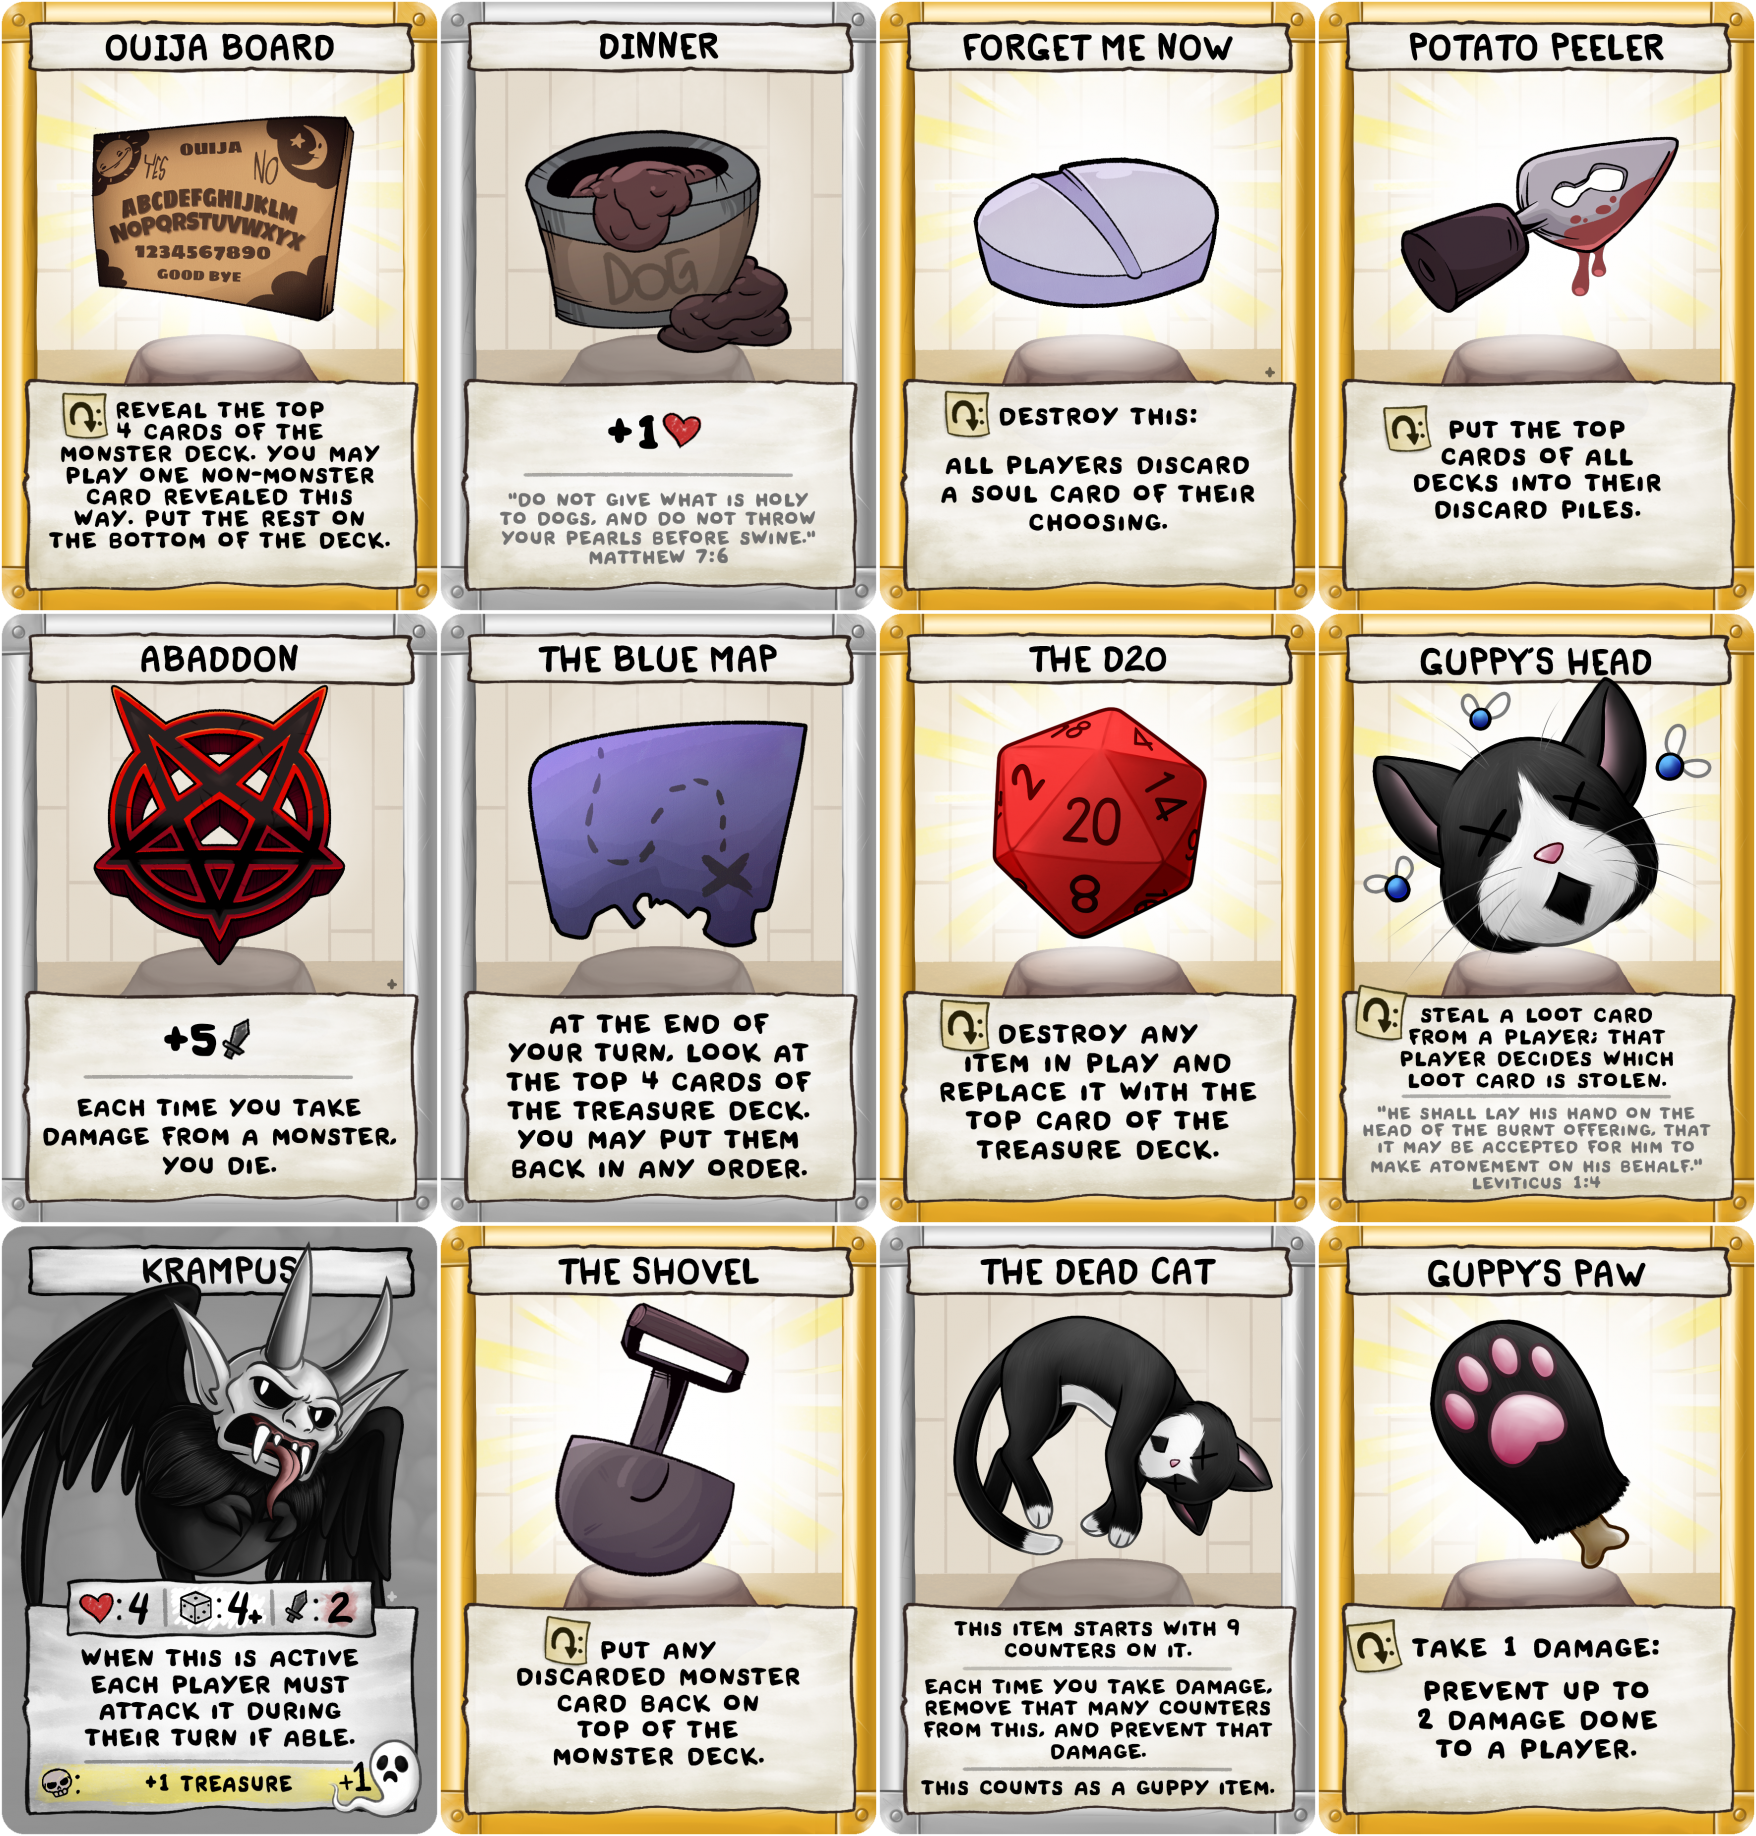 OUIJA BOARD
OUIJA
YES
NO
ABCDEFGHIJKLM
NOPQRSTUVWXYX
1234567890
GOOD BYE
REVEAL THE TOP
4 CARDS OF THE
MONSTER DECK. YOU MAY
PLAY ONE NON-MONSTER
CARD REVEALED THIS
WAY. PUT THE REST ON
THE BOTTOM OF THE DECK.
DINNER
DOG
+1
"DO NOT GIVE WHAT IS HOLY
TO DOGS, AND DO NOT THROW
YOUR PEARLS BEFORE SWINE."
MATTHEW 7:6
FORGET ME NOW
DESTROY THIS:
ALL PLAYERS DISCARD
A SOUL CARD OF THEIR
CHOOSING.
POTATO PEELER
PUT THE TOP
CARDS OF ALL
DECKS INTO THEIR
DISCARD PILES.
ABADDON
+5
EACH TIME YOU TAKE
DAMAGE FROM A MONSTER,
YOU DIE.
THE BLUE MAP
AT THE END OF
YOUR TURN, LOOK AT
THE TOP 4 CARDS OF
THE TREASURE DECK.
YOU MAY PUT THEM
BACK IN ANY ORDER.
THE D20
18
4
2
14
20
8
DESTROY ANY
ITEM IN PLAY AND
REPLACE IT WITH THE
TOP CARD OF THE
TREASURE DECK.
GUPPY'S HEAD
STEAL A LOOT CARD
FROM A PLAYER; THAT
PLAYER DECIDES WHICH
LOOT CARD IS STOLEN.
"HE SHALL LAY HIS HAND ON THE
HEAD OF THE BURNT OFFERING, THAT
IT MAY BE ACCEPTED FOR HIM TO
MAKE ATONEMENT ON HIS BEHALF."
LEVITICUS 1:4
KRAMPUS
:4 :4+ :2
WHEN THIS IS ACTIVE
EACH PLAYER MUST
ATTACK IT DURING
THEIR TURN IF ABLE.
: +1 TREASURE +1
THE SHOVEL
PUT ANY
DISCARDED MONSTER
CARD BACK ON
TOP OF THE
MONSTER DECK.
THE DEAD CAT
THIS ITEM STARTS WITH 9
COUNTERS ON IT.
EACH TIME YOU TAKE DAMAGE,
REMOVE THAT MANY COUNTERS
FROM THIS, AND PREVENT THAT
DAMAGE.
THIS COUNTS AS A GUPPY ITEM.
GUPPY'S PAW
TAKE 1 DAMAGE:
PREVENT UP TO
2 DAMAGE DONE
TO A PLAYER.